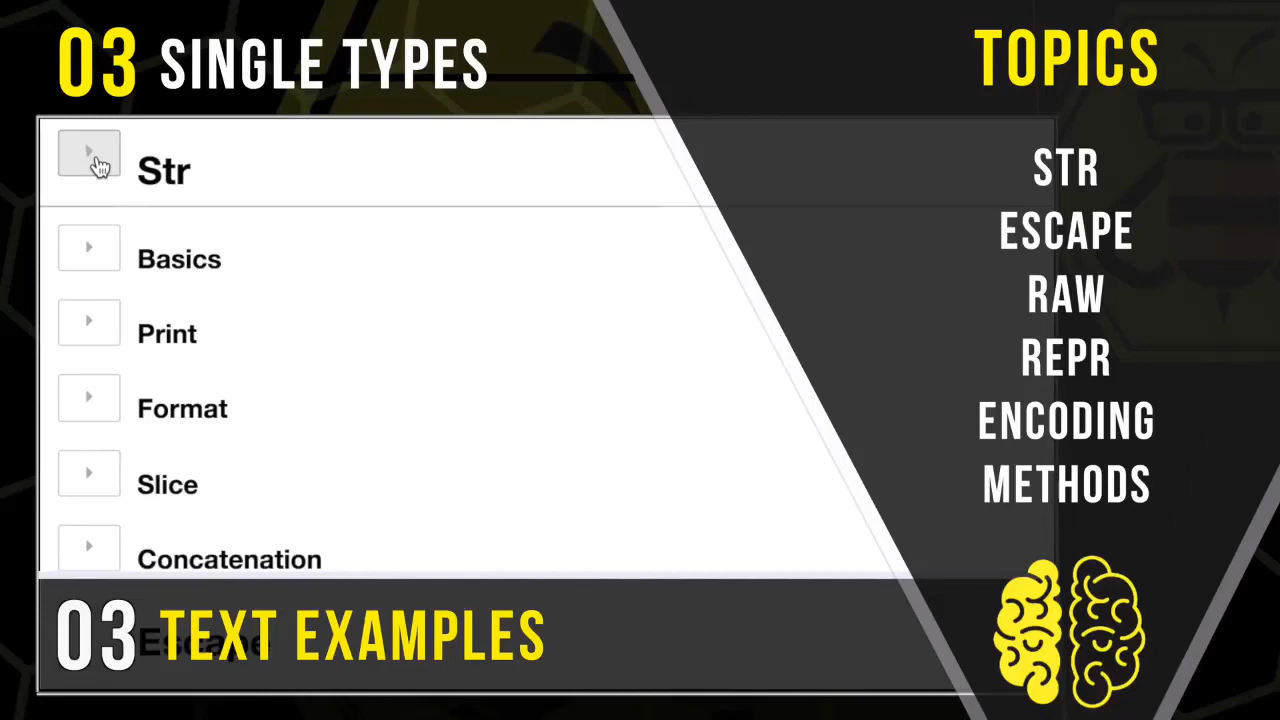 03 SINGLE TYPES
Str
Basics
Print
Format
Slice
Concatenation
Escape
03 TEXT EXAMPLES
TOPICS
STR
ESCAPE
RAW
REPR
ENCODING
METHODS